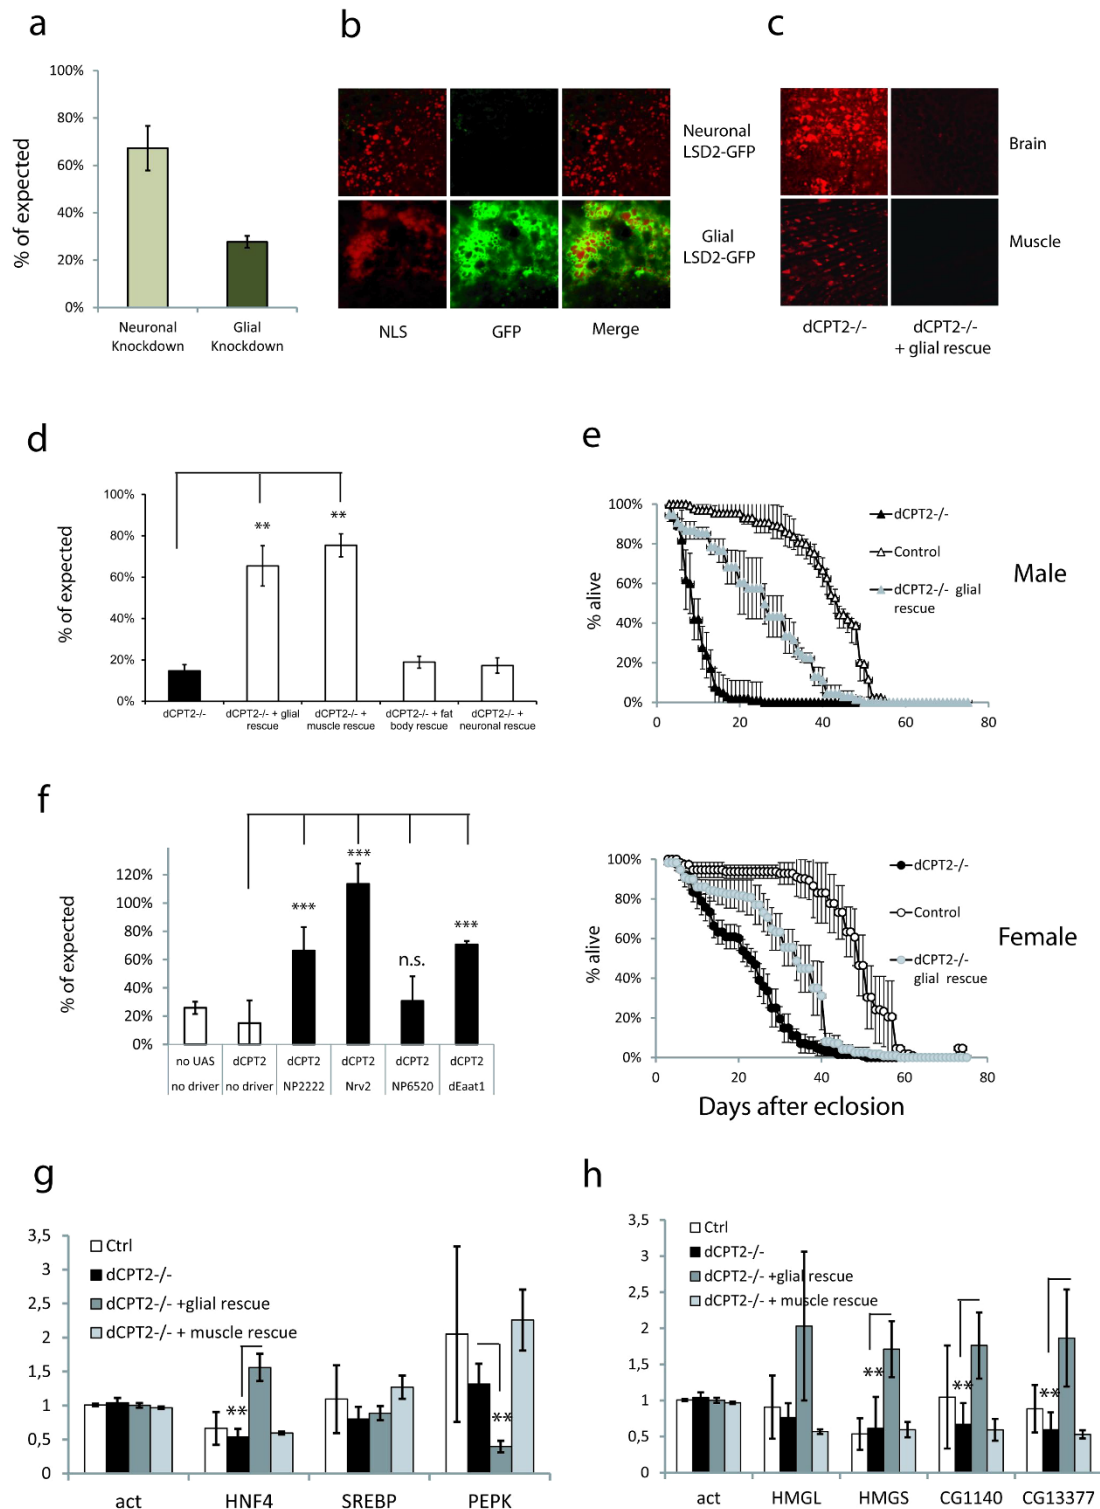 a
100%
80%
60%
40%
20%
0%
% of expected
Neuronal
Knockdown
Glial
Knockdown
b
Neuronal
LSD2-GFP
Glial
LSD2-GFP
NLS
GFP
Merge
c
Brain
Muscle
dCPT2-/-
dCPT2-/-
+ glial rescue
d
100%
80%
60%
40%
20%
0%
% of expected
**
**
dCPT2-/-
dCPT2-/- + glial
rescue
dCPT2-/- +
muscle rescue
dCPT2-/- + fat
body rescue
dCPT2-/- +
neuronal rescue
e
100%
80%
60%
40%
20%
0%
% alive
dCPT2-/-
Control
dCPT2-/- glial
rescue
Male
0
20
40
60
80
100%
80%
60%
40%
20%
0%
% alive
dCPT2-/-
Control
dCPT2-/-
glial rescue
Female
0
20
40
60
80
Days after eclosion
f
120%
100%
80%
60%
40%
20%
0%
% of expected
***
***
n.s.
***
no UAS
dCPT2
dCPT2
dCPT2
dCPT2
dCPT2
no driver
no driver
NP2222
Nrv2
NP6520
dEaat1
g
3,5
3
2,5
2
1,5
1
0,5
0
Ctrl
dCPT2-/-
dCPT2-/- +glial rescue
dCPT2-/- + muscle rescue
**
**
act
HNF4
SREBP
PEPK
h
3,5
3
2,5
2
1,5
1
0,5
0
Ctrl
dCPT2-/-
dCPT2-/- +glial rescue
dCPT2-/- + muscle rescue
**
**
**
act
HMGL
HMGS
CG1140
CG13377